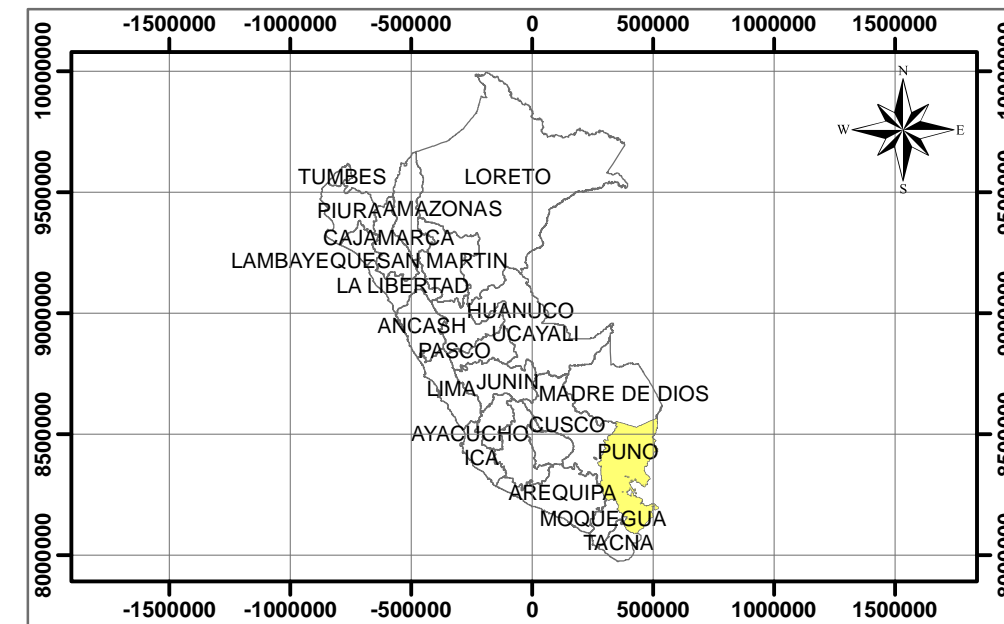 -1500000 -1000000 -500000 0 500000 1000000 1500000
10000000
N
W E
S
TUMBES LORETO
9500000
PIURA AMAZONAS
CAJAMARCA
LAMBAYEQUE SAN MARTIN
LA LIBERTAD
9000000
HUANUCO
ANCASH
UCAYALI
PASCO
LIMA JUNIN
MADRE DE DIOS
8500000
AYACUCHO CUSCO
ICA
PUNO
AREQUIPA
MOQUEGUA
TACNA
8000000
-1500000 -1000000 -500000 0 500000 1000000 1500000